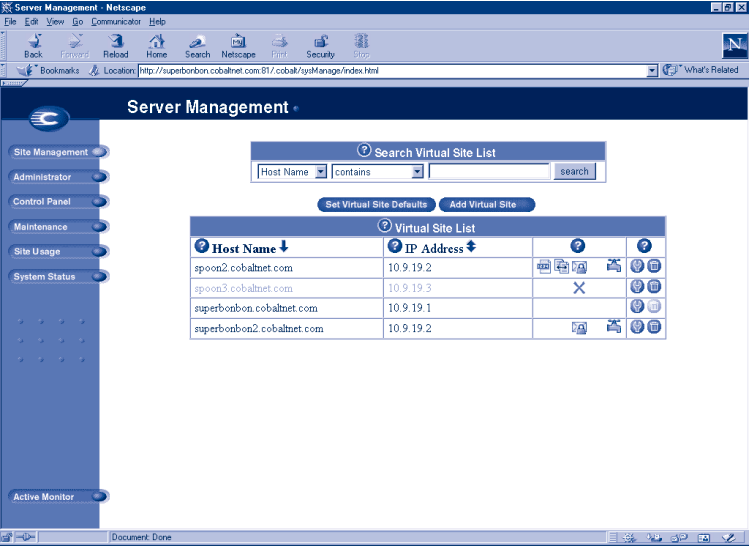 Server Management - Netscape
File Edit View Go Communicator Help
Back Forward Reload Home Search Netscape Print Security Stop
Bookmarks Location: http://superbonbon.cobaltnet.com:81/.cobalt/sysManage/index.html What's Related
Server Management
Site Management
Administrator
Control Panel
Maintenance
Site Usage
System Status
Active Monitor
Search Virtual Site List
Host Name contains search
Set Virtual Site Defaults Add Virtual Site
Virtual Site List
Host Name IP Address
spoon2.cobaltnet.com 10.9.19.2
spoon3.cobaltnet.com 10.9.19.3
superbonbon.cobaltnet.com 10.9.19.1
superbonbon2.cobaltnet.com 10.9.19.2
Document: Done